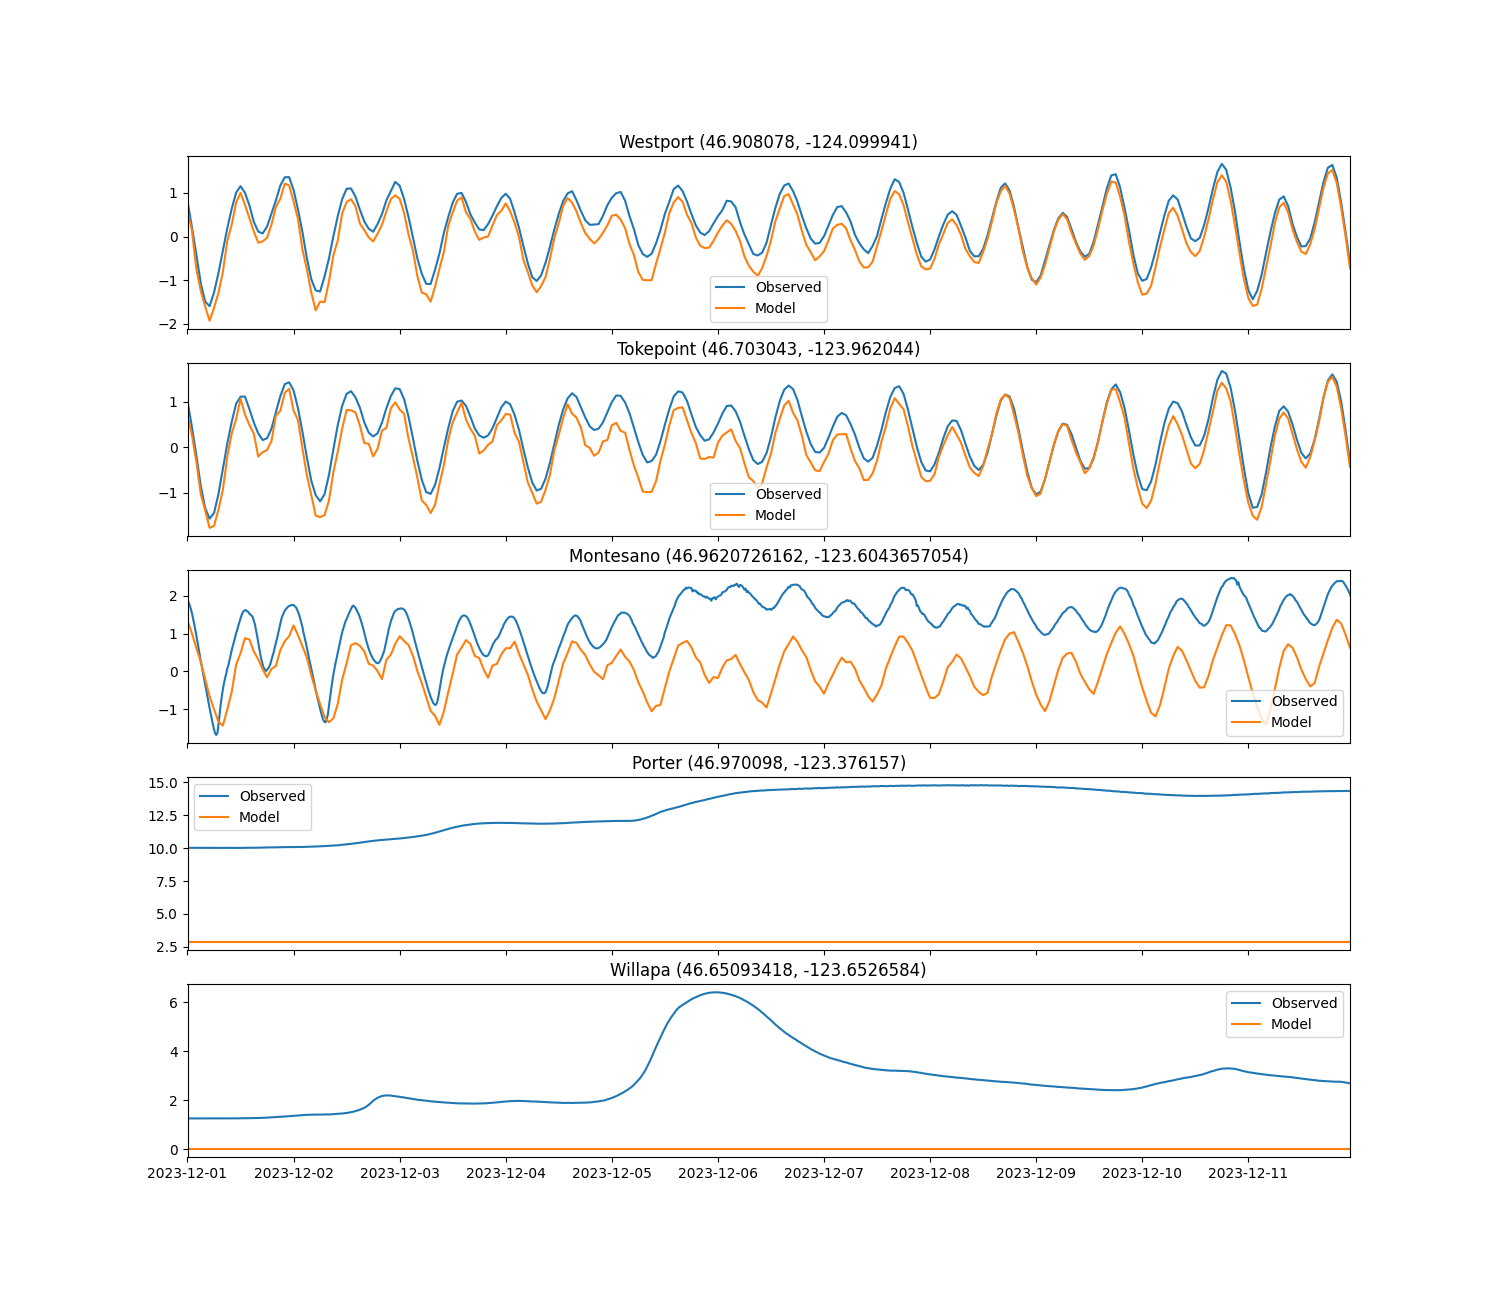 Westport (46.908078, -124.099941)
1
0
−1
−2
Observed
Model
Tokepoint (46.703043, -123.962044)
1
0
−1
Observed
Model
Montesano (46.9620726162, -123.6043657054)
2
1
0
−1
Observed
Model
Porter (46.970098, -123.376157)
15.0
12.5
10.0
7.5
5.0
2.5
Observed
Model
Willapa (46.65093418, -123.6526584)
6
4
2
0
Observed
Model
2023-12-01 2023-12-02 2023-12-03 2023-12-04 2023-12-05 2023-12-06 2023-12-07 2023-12-08 2023-12-09 2023-12-10 2023-12-11